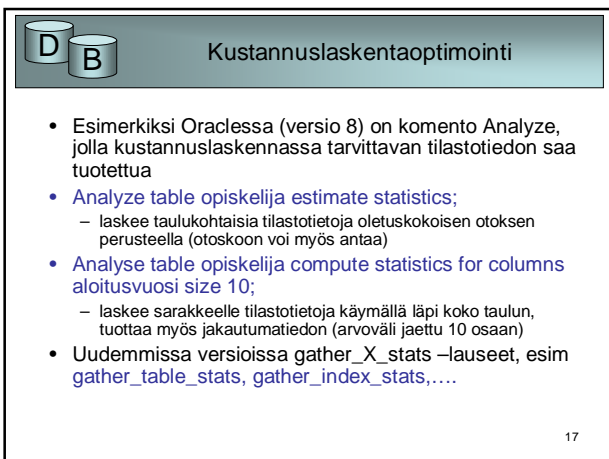 D
B
Kustannuslaskentaoptimointi
• Esimerkiksi Oraclessa (versio 8) on komento Analyze,
jolla kustannuslaskennassa tarvittavan tilastotiedon saa
tuotettua
• Analyze table opiskelija estimate statistics;
– laskee taulukohtaisia tilastotietoja oletuskokoisen otoksen
perusteella (otoskoon voi myös antaa)
• Analyse table opiskelija compute statistics for columns
aloitusvuosi size 10;
– laskee sarakkeelle tilastotietoja käymällä läpi koko taulun,
tuottaa myös jakautumatiedon (arvoväli jaettu 10 osaan)
• Uudemmissa versioissa gather_X_stats –lauseet, esim
gather_table_stats, gather_index_stats,….
17